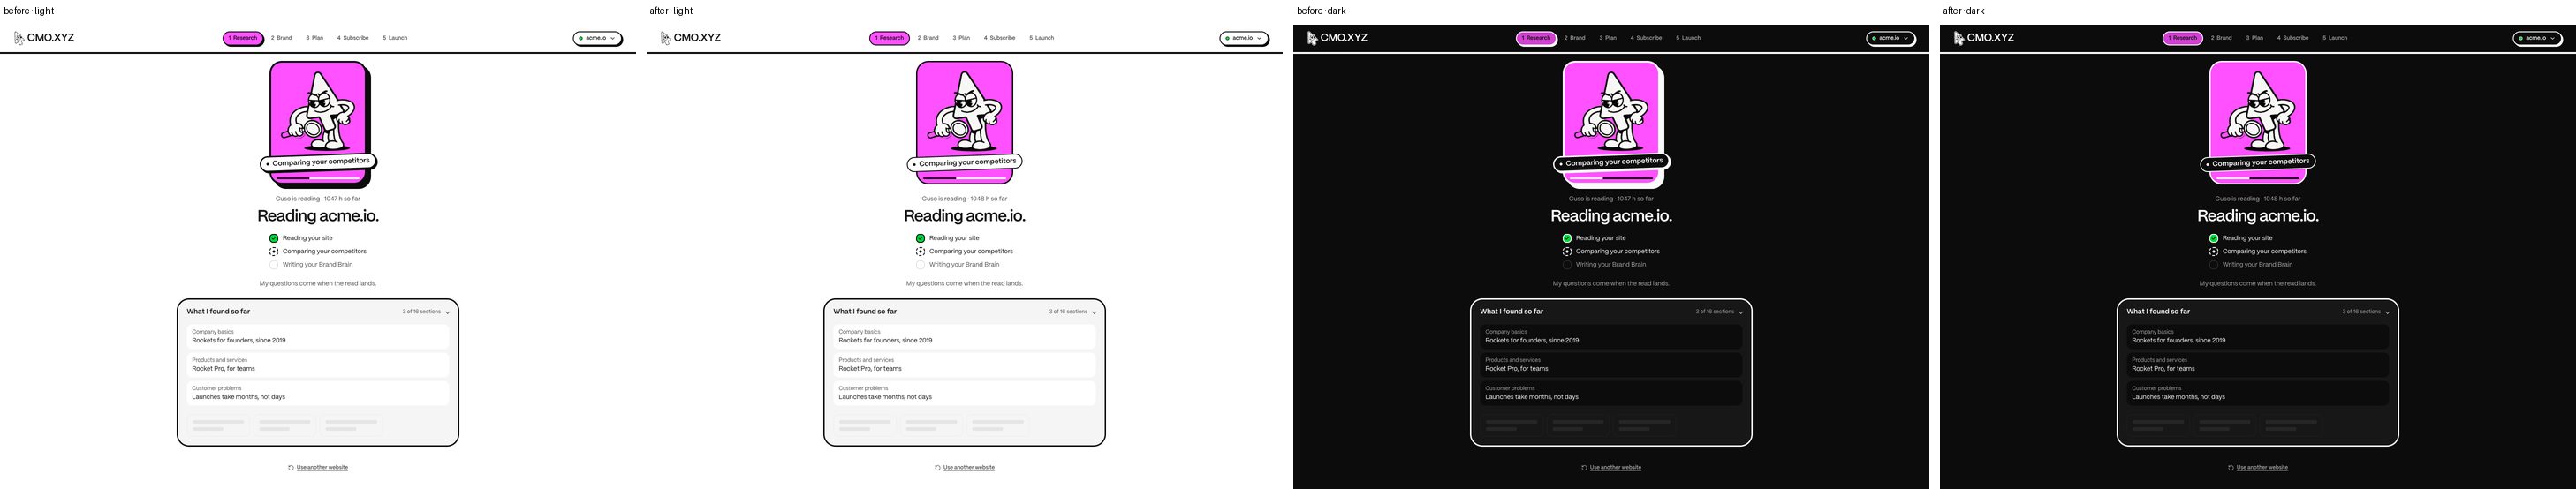 before·light
CMO.XYZ
1 Research 2 Brand 3 Plan 4 Subscribe 5 Launch
acme.io
Comparing your competitors
Cuso is reading · 1047 h so far
Reading acme.io.
Reading your site
Comparing your competitors
Writing your Brand Brain
My questions come when the read lands.
What I found so far
3 of 16 sections
Company basics
Rockets for founders, since 2019
Products and services
Rocket Pro, for teams
Customer problems
Launches take months, not days
Use another website
after·light
CMO.XYZ
1 Research 2 Brand 3 Plan 4 Subscribe 5 Launch
acme.io
Comparing your competitors
Cuso is reading · 1048 h so far
Reading acme.io.
Reading your site
Comparing your competitors
Writing your Brand Brain
My questions come when the read lands.
What I found so far
3 of 16 sections
Company basics
Rockets for founders, since 2019
Products and services
Rocket Pro, for teams
Customer problems
Launches take months, not days
Use another website
before·dark
CMO.XYZ
1 Research 2 Brand 3 Plan 4 Subscribe 5 Launch
acme.io
Comparing your competitors
Cuso is reading · 1047 h so far
Reading acme.io.
Reading your site
Comparing your competitors
Writing your Brand Brain
My questions come when the read lands.
What I found so far
3 of 16 sections
Company basics
Rockets for founders, since 2019
Products and services
Rocket Pro, for teams
Customer problems
Launches take months, not days
Use another website
after·dark
CMO.XYZ
1 Research 2 Brand 3 Plan 4 Subscribe 5 Launch
acme.io
Comparing your competitors
Cuso is reading · 1048 h so far
Reading acme.io.
Reading your site
Comparing your competitors
Writing your Brand Brain
My questions come when the read lands.
What I found so far
3 of 16 sections
Company basics
Rockets for founders, since 2019
Products and services
Rocket Pro, for teams
Customer problems
Launches take months, not days
Use another website